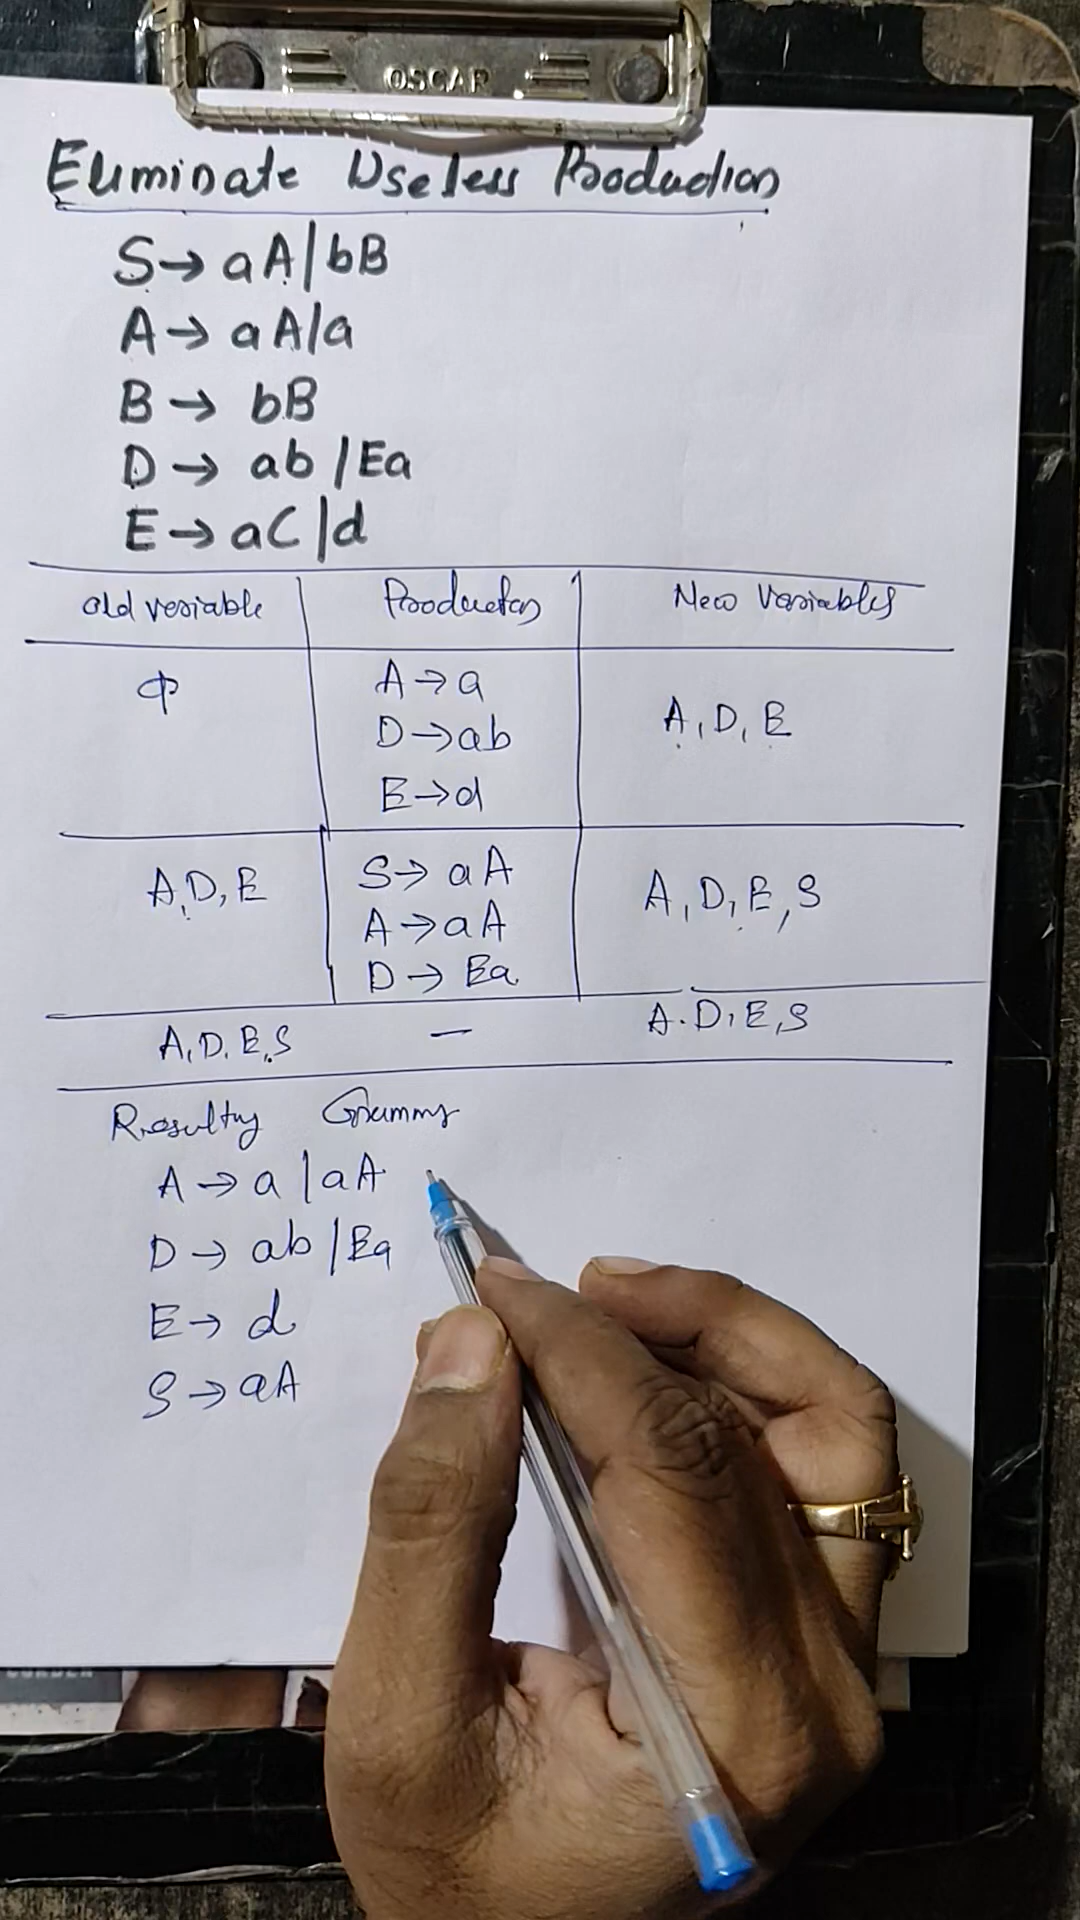 OSCAR
Eliminate Useless Production
S→ aA|bB
A→ aA|a
B→ bB
D→ ab |Ea
E→ aC|d
Old variable Production New Variables
ϕ A→a A, D, E
D→ab
E→d
A, D, E S→ aA A, D, E, S
A→aA
D→ Ea
A, D, E, S — A, D, E, S
Resulting Grammar
A→ a | aA
D→ ab | Ea
E→ d
S→ aA